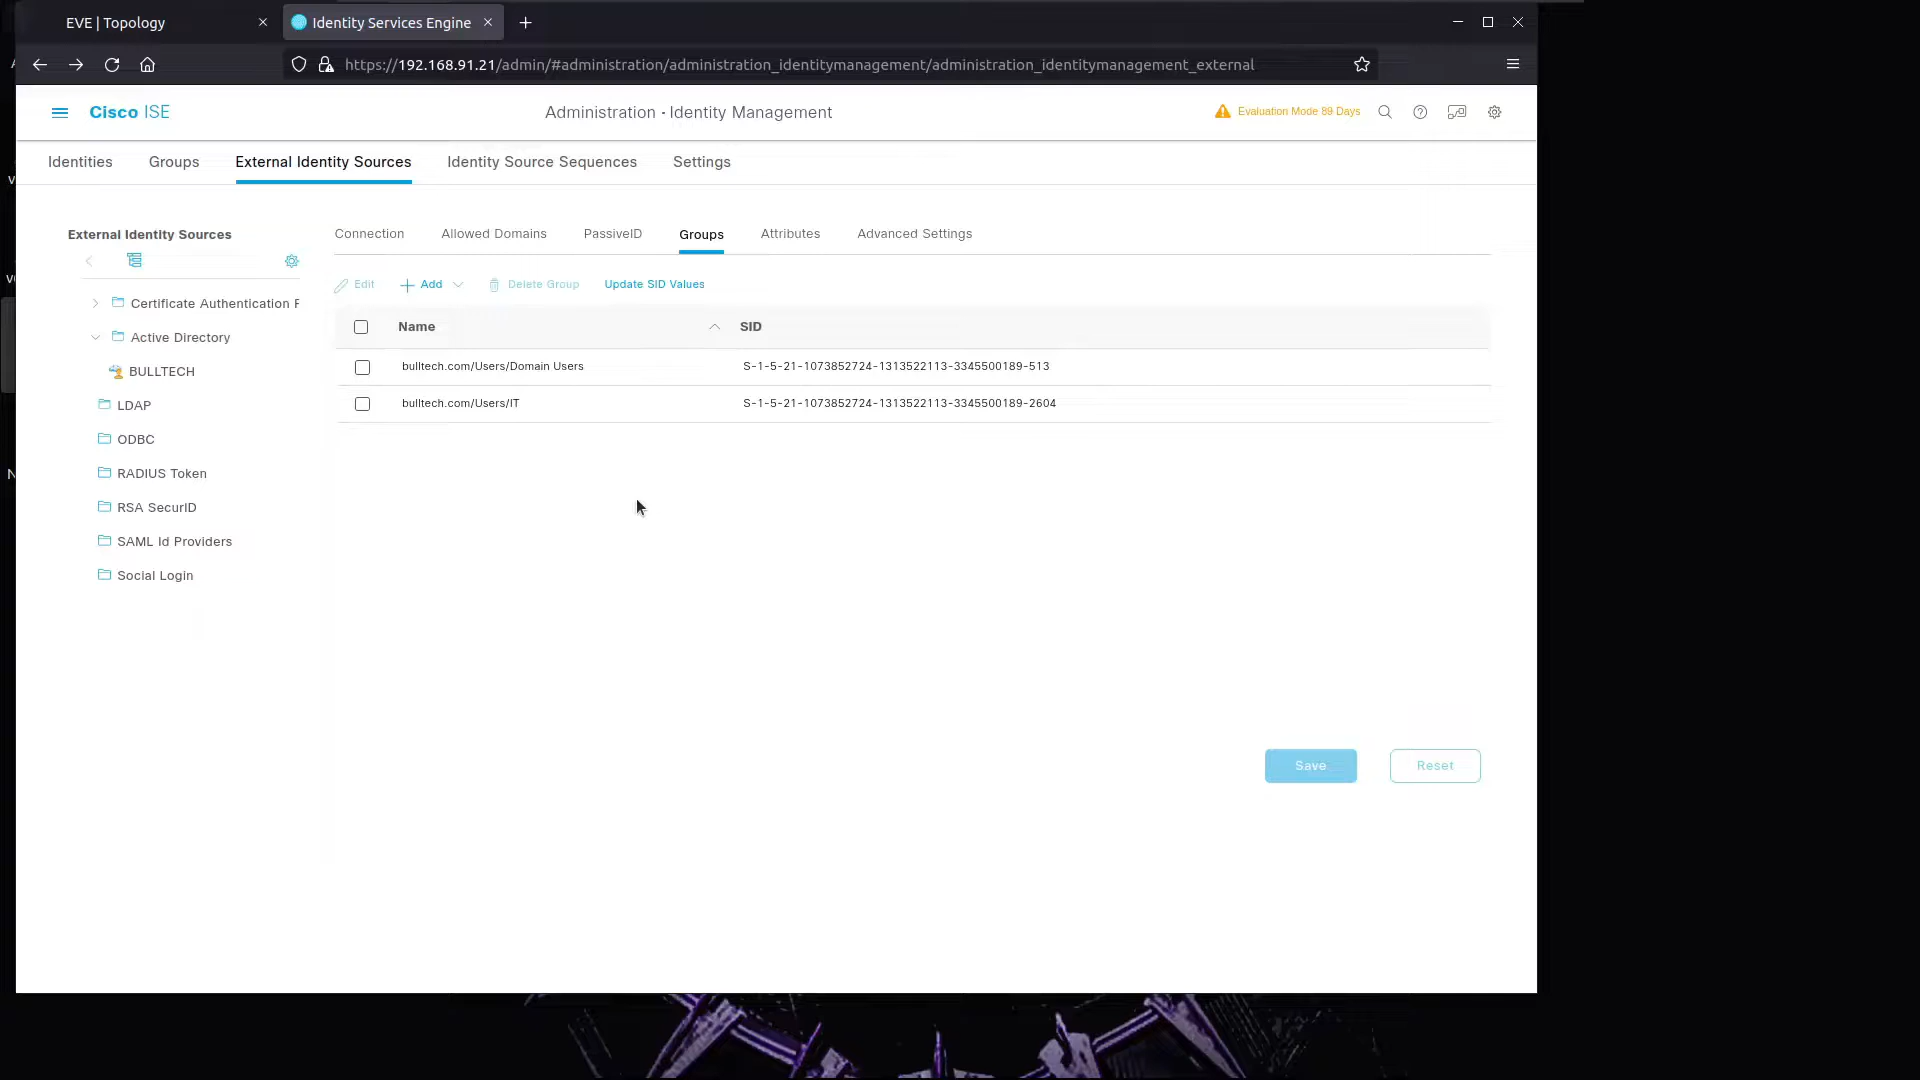 EVE | Topology
Identity Services Engine
https://192.168.91.21/admin/#administration/administration_identitymanagement/administration_identitymanagement_external
Cisco ISE
Administration · Identity Management
Evaluation Mode 89 Days
Identities
Groups
External Identity Sources
Identity Source Sequences
Settings
External Identity Sources
Certificate Authentication F
Active Directory
BULLTECH
LDAP
ODBC
RADIUS Token
RSA SecurID
SAML Id Providers
Social Login
Connection
Allowed Domains
PassiveID
Groups
Attributes
Advanced Settings
Edit
Add
Delete Group
Update SID Values
Name
SID
bulltech.com/Users/Domain Users
S-1-5-21-1073852724-1313522113-3345500189-513
bulltech.com/Users/IT
S-1-5-21-1073852724-1313522113-3345500189-2604
Save
Reset